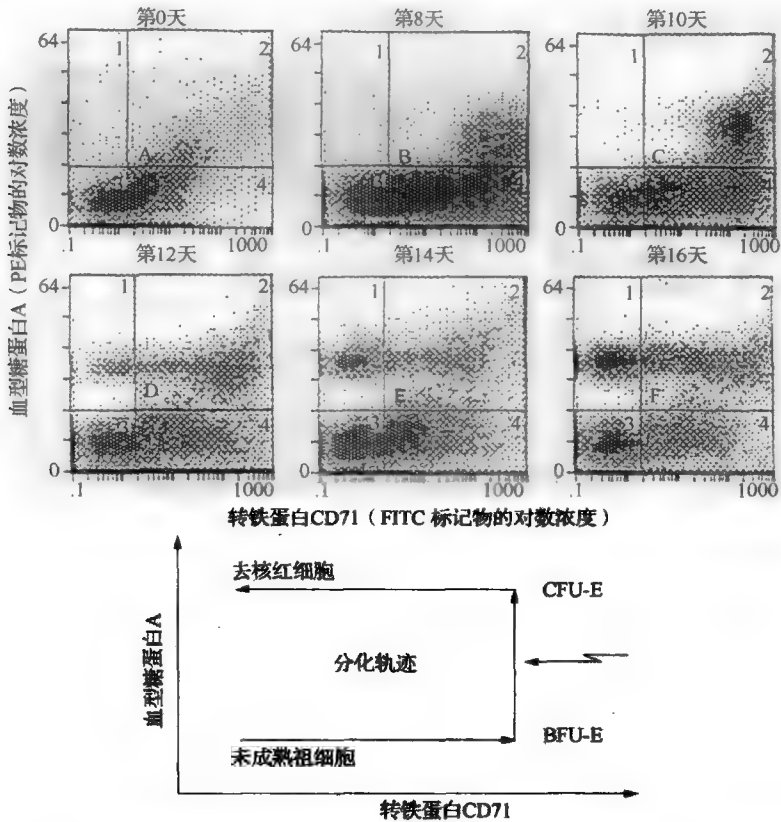 第0天 第8天 第10天
64 1 2 64 1 2 64 1 2
A B C
3 4 3 4 3 4
0 0 0
.1 1000 .1 1000 .1 1000
第12天 第14天 第16天
64 1 2 64 1 2 64 1 2
D E F
3 4 3 4 3 4
0 0 0
.1 1000 .1 1000 .1 1000
血型糖蛋白A（PE标记物的对数浓度）
转铁蛋白CD71（FITC 标记物的对数浓度）
去核红细胞 CFU-E
血型糖蛋白A
分化轨迹
未成熟祖细胞 BFU-E
转铁蛋白CD71